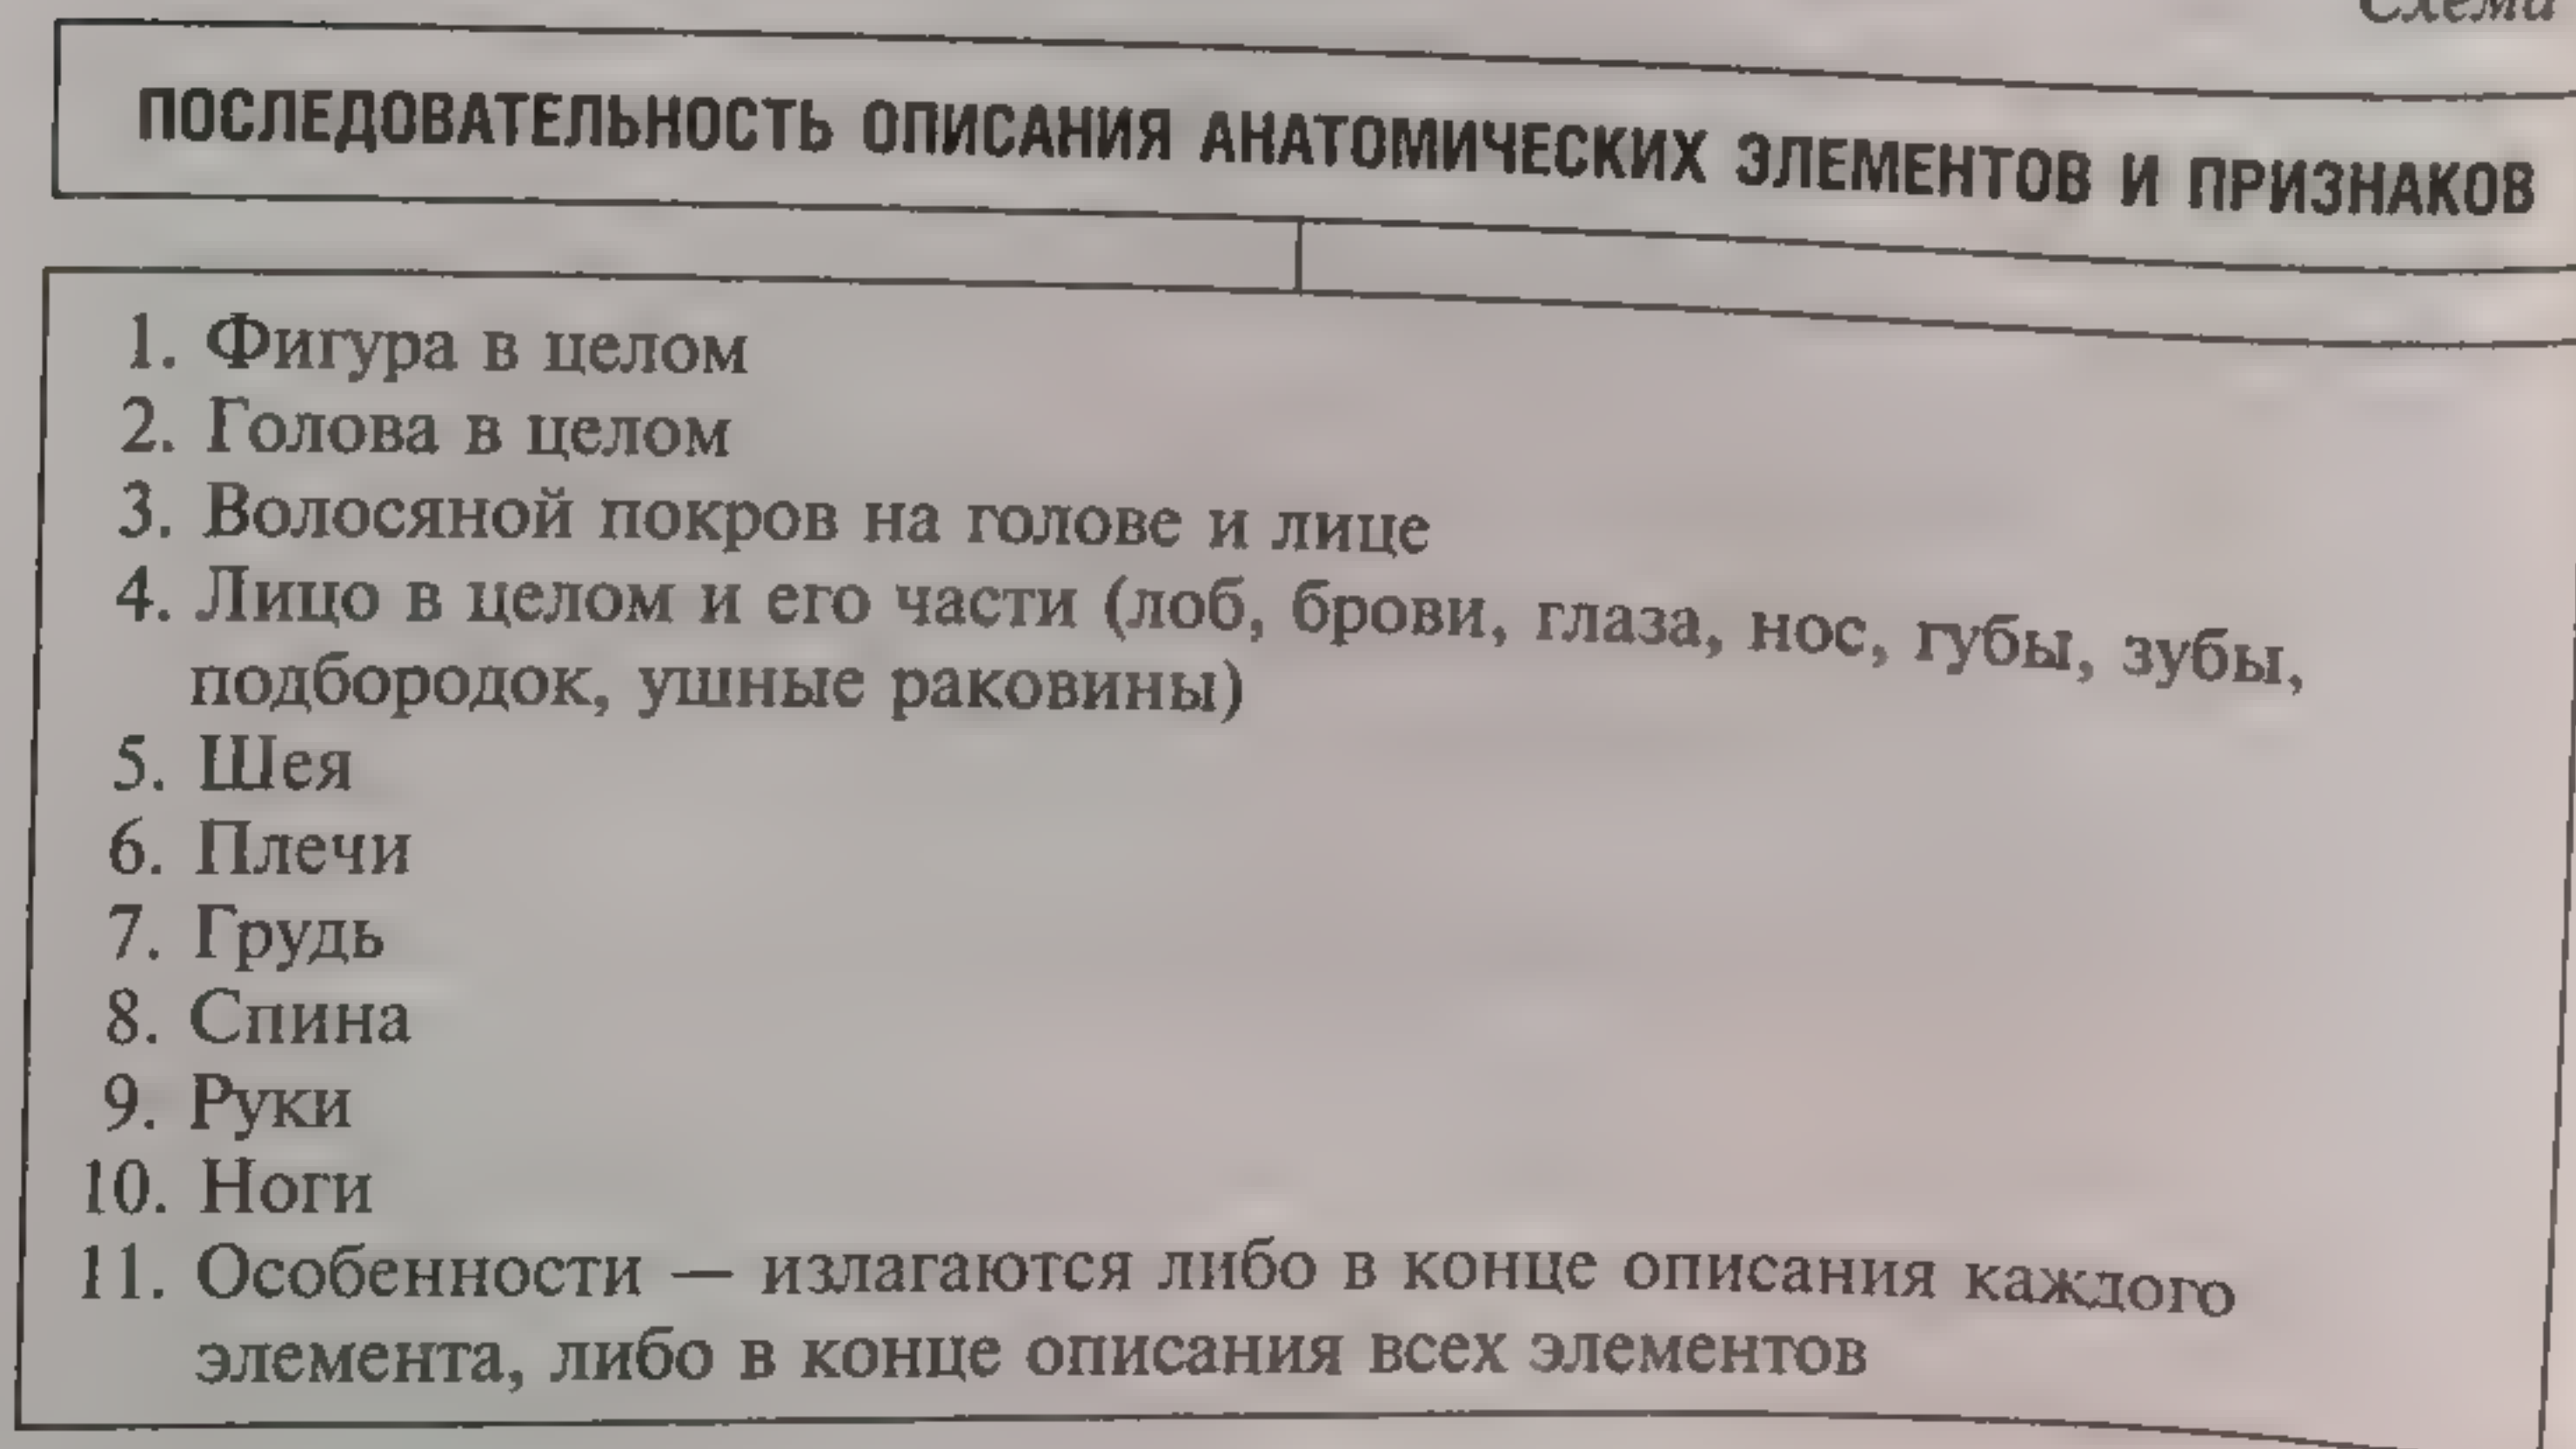 Схема
ПОСЛЕДОВАТЕЛЬНОСТЬ ОПИСАНИЯ АНАТОМИЧЕСКИХ ЭЛЕМЕНТОВ И ПРИЗНАКОВ
1. Фигура в целом
2. Голова в целом
3. Волосяной покров на голове и лице
4. Лицо в целом и его части (лоб, брови, глаза, нос, губы, зубы,
подбородок, ушные раковины)
5. Шея
6. Плечи
7. Грудь
8. Спина
9. Руки
10. Ноги
11. Особенности — излагаются либо в конце описания каждого
элемента, либо в конце описания всех элементов